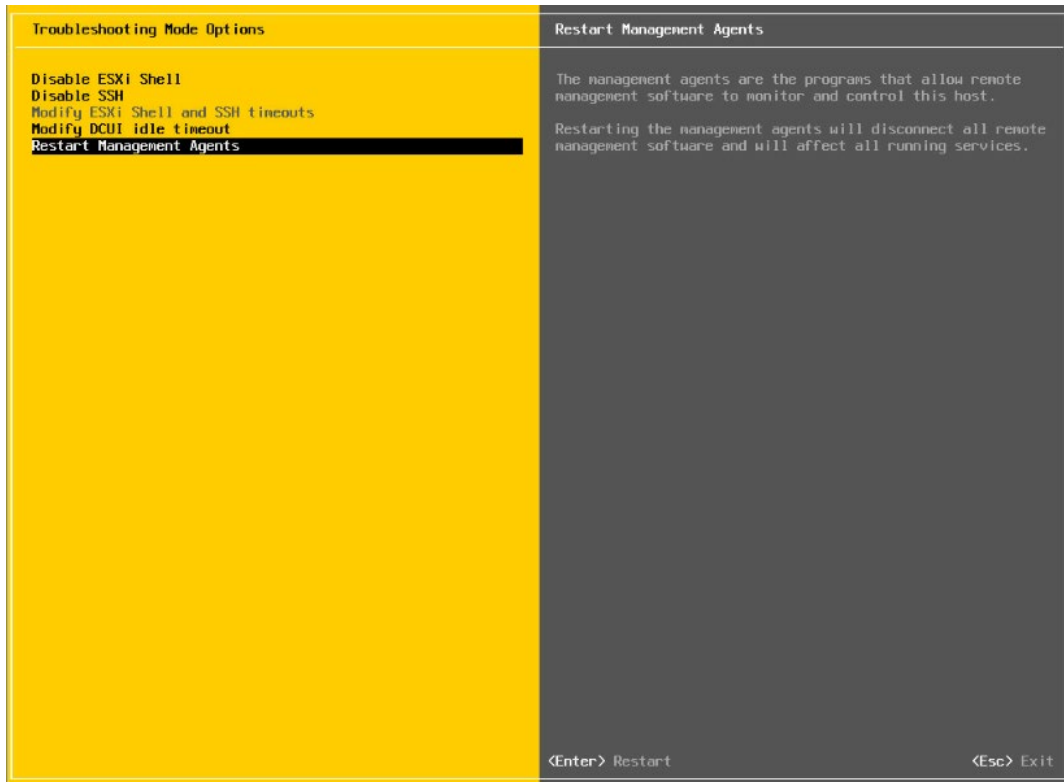 Troubleshooting Mode Options
Disable ESXi Shell
Disable SSH
Modify ESXi Shell and SSH timeouts
Modify DCUI idle timeout
Restart Management Agents
Restart Management Agents
The management agents are the programs that allow remote
management software to monitor and control this host.
Restarting the management agents will disconnect all remote
management software and will affect all running services.
<Enter> Restart
<Esc> Exit